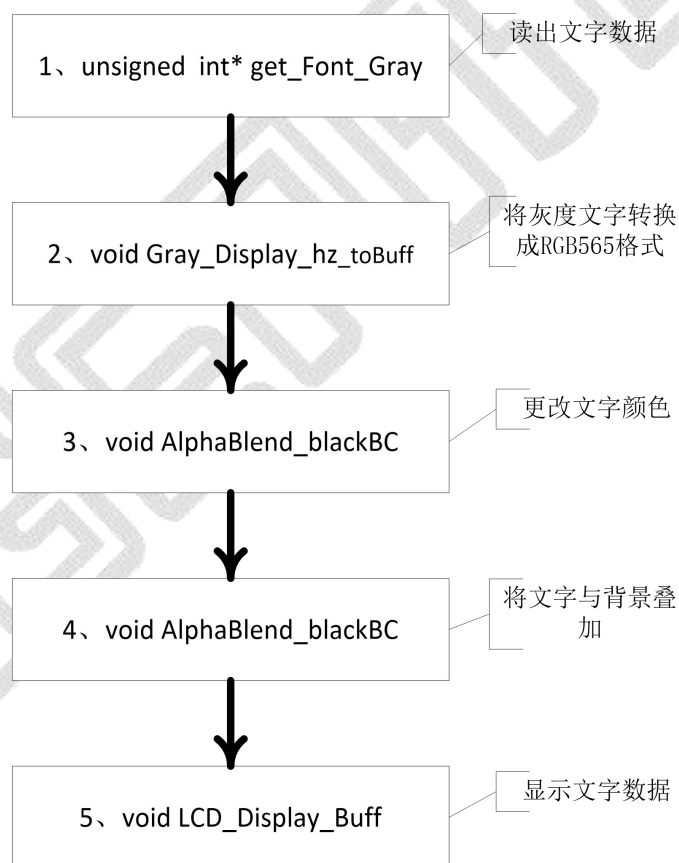 读出文字数据
1、unsigned int* get_Font_Gray
将灰度文字转换
成RGB565格式
2、void Gray_Display_hz_toBuff
更改文字颜色
3、void AlphaBlend_blackBC
将文字与背景叠
加
4、void AlphaBlend_blackBC
显示文字数据
5、void LCD_Display_Buff